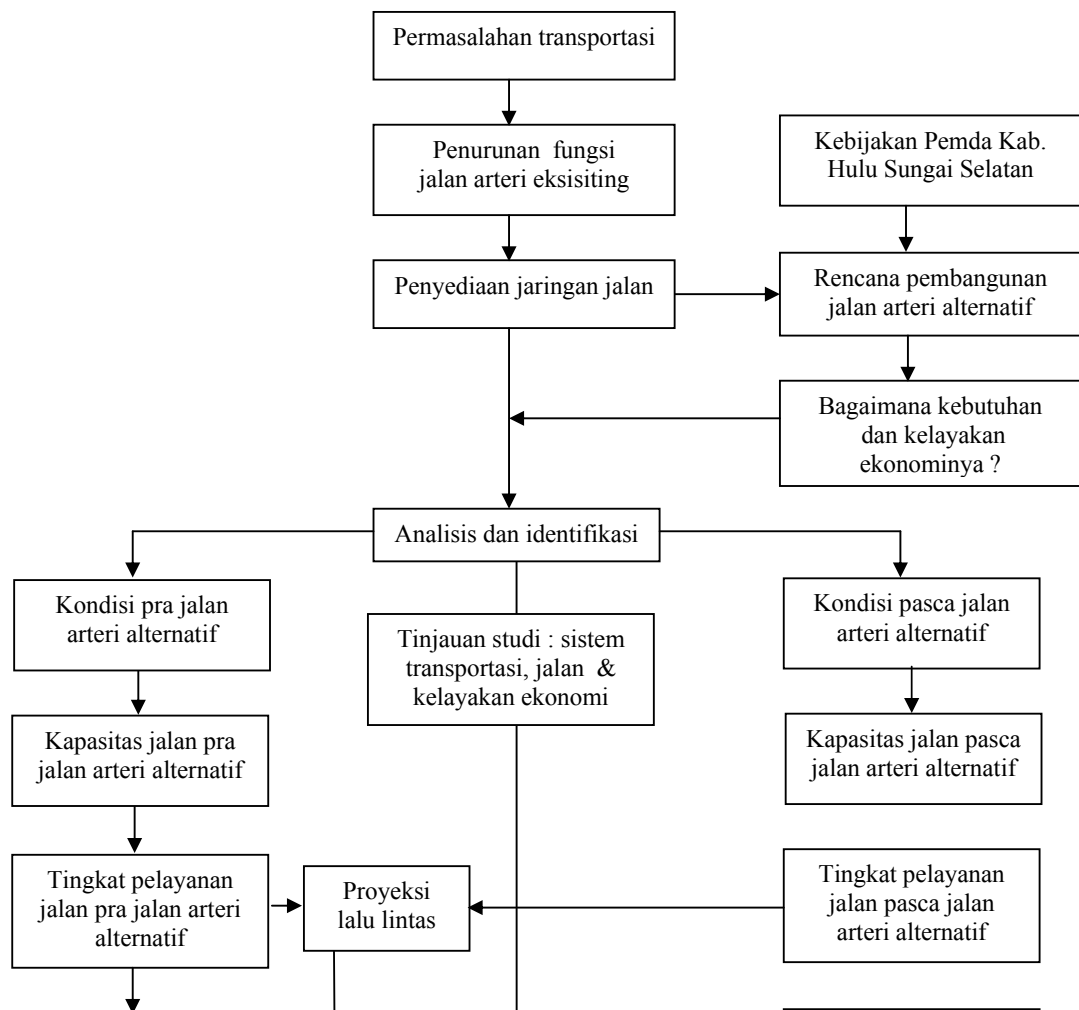 Permasalahan transportasi
Penurunan fungsi
jalan arteri eksisiting
Kebijakan Pemda Kab.
Hulu Sungai Selatan
Penyediaan jaringan jalan
Rencana pembangunan
jalan arteri alternatif
Bagaimana kebutuhan
dan kelayakan
ekonominya ?
Analisis dan identifikasi
Kondisi pra jalan
arteri alternatif
Tinjauan studi : sistem
transportasi, jalan &
kelayakan ekonomi
Kondisi pasca jalan
arteri alternatif
Kapasitas jalan pra
jalan arteri alternatif
Kapasitas jalan pasca
jalan arteri alternatif
Tingkat pelayanan
jalan pra jalan arteri
alternatif
Proyeksi
lalu lintas
Tingkat pelayanan
jalan pasca jalan
arteri alternatif